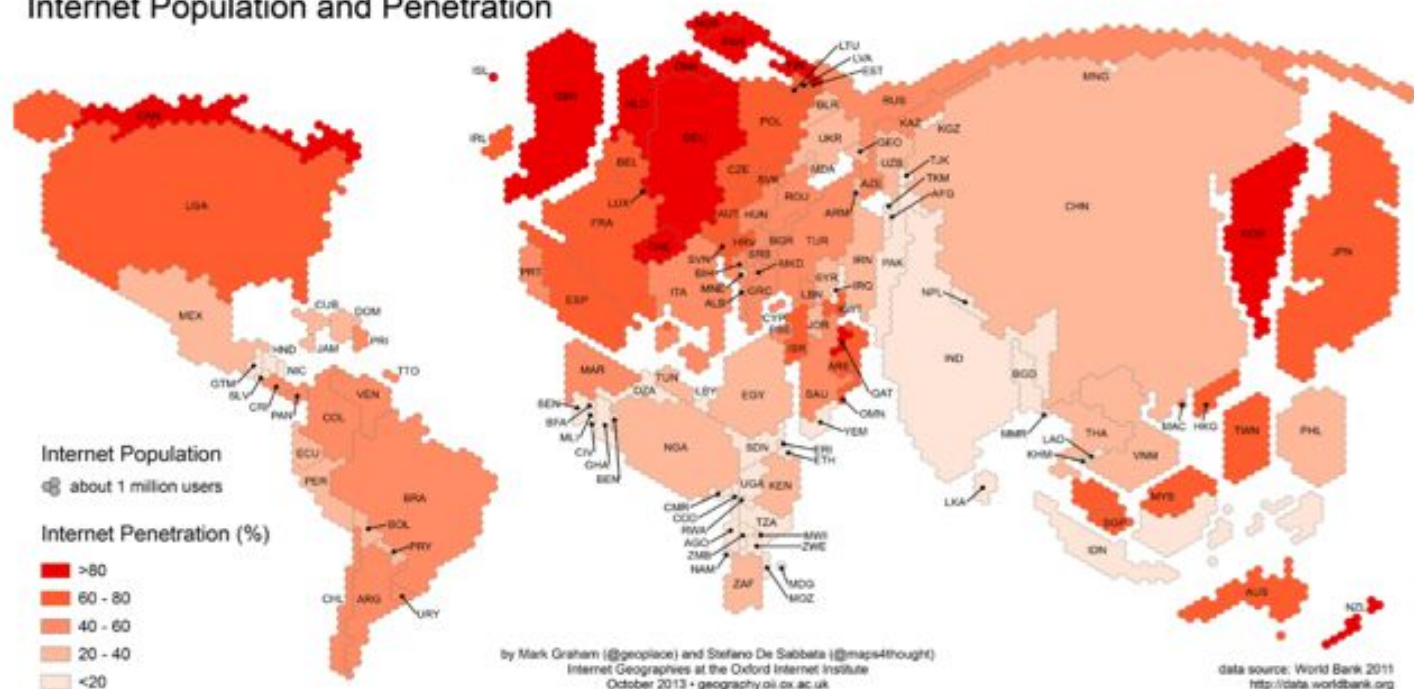 Internet Population and Penetration
ISL
IRL
GBR
NOR
SWE
FIN
DNK
NLD
DEU
BEL
LUX
FRA
CHE
PRT
ESP
ITA
AUT
CZE
POL
SVK
HUN
SVN
HRV
BIH
MNE
ALB
SRB
MKD
GRC
BGR
ROU
MDA
UKR
BLR
LTU
LVA
EST
RUS
KAZ
KGZ
GEO
UZB
TJK
TKM
AFG
AZE
ARM
TUR
SYR
LBN
IRQ
IRN
PAK
CYP
PSE
ISR
JOR
KWT
ARE
SAU
QAT
OMN
YEM
MNG
CHN
NPL
IND
BGD
MMR
LKA
KOR
JPN
MAC
HKG
TWN
PHL
THA
LAO
KHM
VNM
MYS
SGP
IDN
AUS
NZL
CAN
USA
MEX
CUB
DOM
JAM
PRI
HND
NIC
GTM
SLV
CRI
PAN
TTO
VEN
COL
ECU
PER
BRA
BOL
PRY
CHL
ARG
URY
MAR
DZA
TUN
LBY
EGY
SEN
BFA
MLI
CIV
GHA
BEN
NGA
SDN
ERI
ETH
UGA
KEN
CMR
RWA
AGO
ZMB
NAM
TZA
MWI
ZWE
ZAF
MDG
MOZ
Internet Population
about 1 million users
Internet Penetration (%)
>80
60 - 80
40 - 60
20 - 40
<20
by Mark Graham (@geoplace) and Stefano De Sabbata (@maps4thought)
Internet Geographies at the Oxford Internet Institute
October 2013 • geography.oii.ox.ac.uk
data source: World Bank 2011
http://data.worldbank.org